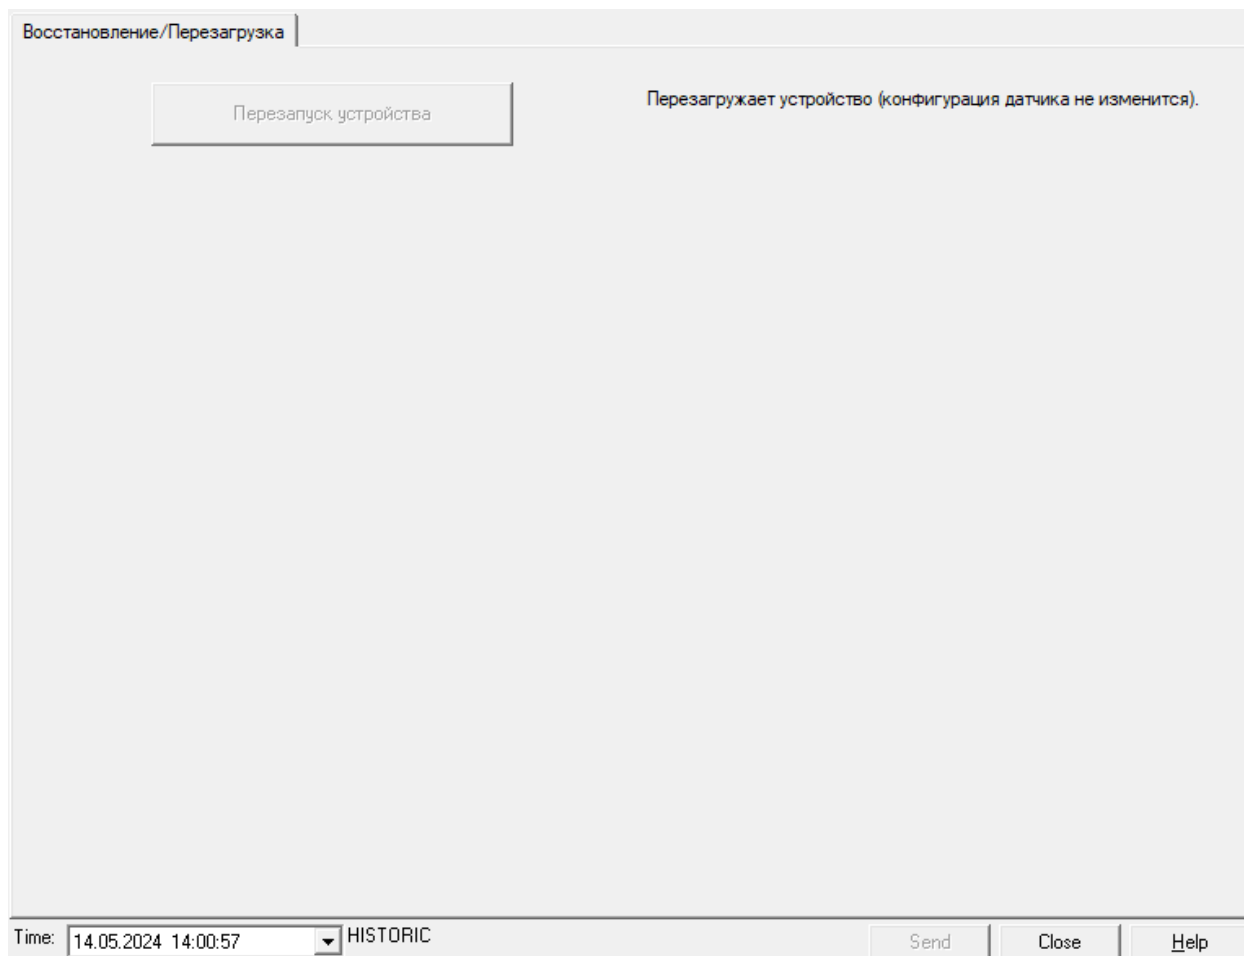 Восстановление/Перезагрузка
Перезапуск устройства
Перезагружает устройство (конфигурация датчика не изменится).
Time: 14.05.2024 14:00:57 HISTORIC Send Close Help